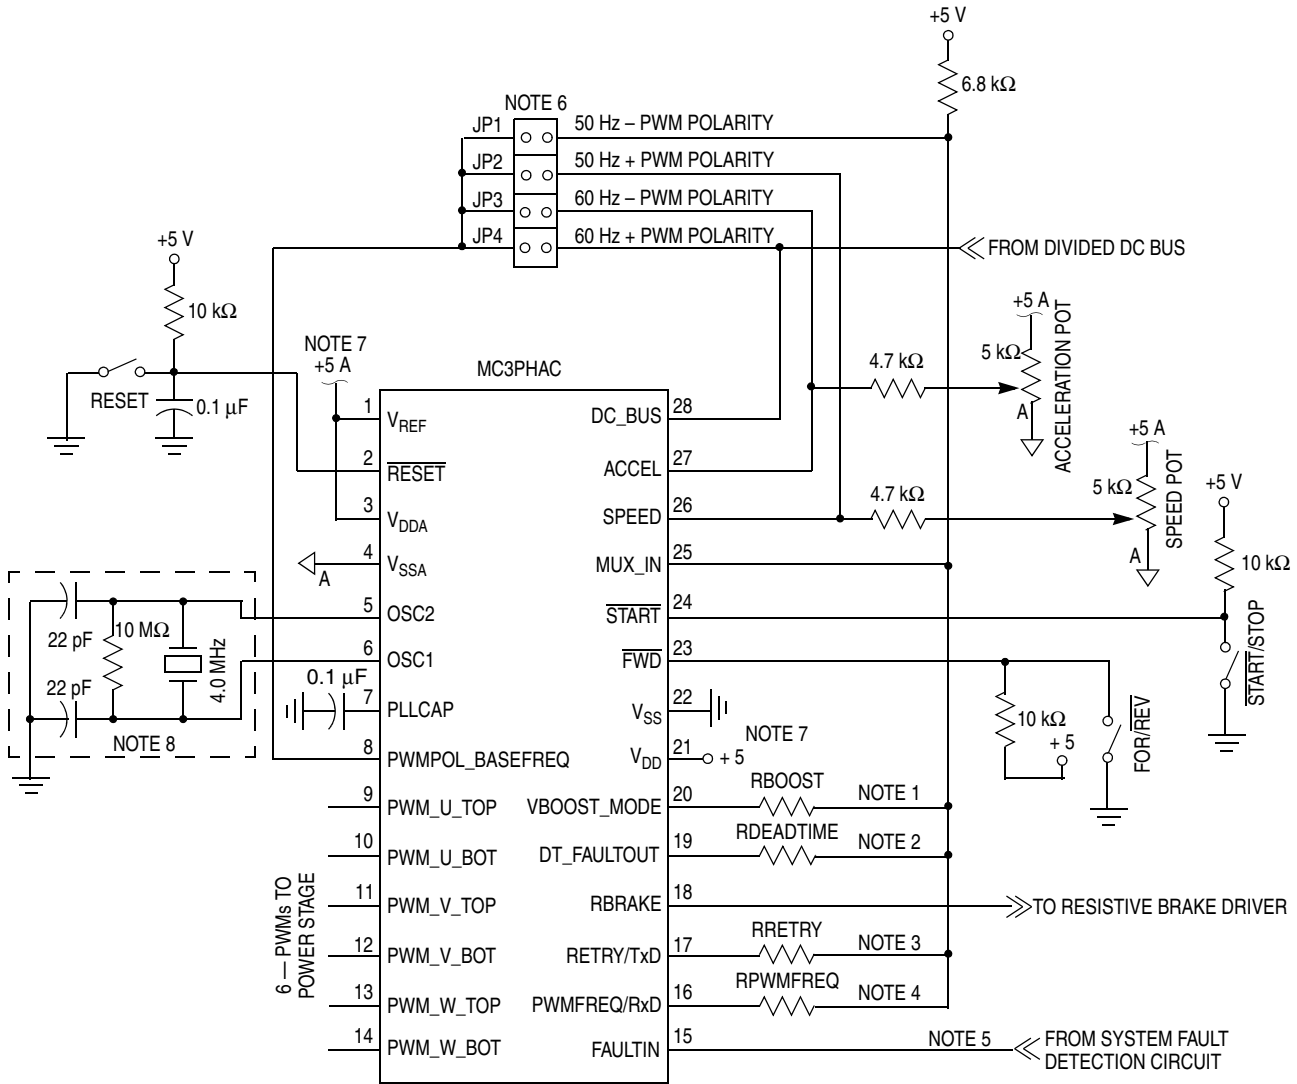 +5 V
6.8 kΩ
NOTE 6
JP1
50 Hz – PWM POLARITY
JP2
50 Hz + PWM POLARITY
JP3
60 Hz – PWM POLARITY
JP4
60 Hz + PWM POLARITY
FROM DIVIDED DC BUS
+5 V
10 kΩ
RESET
0.1 μF
NOTE 7
+5 A
MC3PHAC
4.7 kΩ
+5 A
5 kΩ
A
ACCELERATION POT
4.7 kΩ
+5 A
5 kΩ
A
SPEED POT
+5 V
10 kΩ
START/STOP
1
VREF
28
DC_BUS
2
RESET
27
ACCEL
3
VDDA
26
SPEED
4
VSSA
A
25
MUX_IN
5
OSC2
24
START
6
OSC1
23
FWD
7
PLLCAP
0.1 μF
22
VSS
8
PWMPOL_BASEFREQ
21
VDD
+ 5
NOTE 7
22 pF
10 MΩ
4.0 MHz
22 pF
NOTE 8
10 kΩ
+ 5
FOR/REV
9
PWM_U_TOP
20
VBOOST_MODE
RBOOST
NOTE 1
10
PWM_U_BOT
19
DT_FAULTOUT
RDEADTIME
NOTE 2
11
PWM_V_TOP
18
RBRAKE
TO RESISTIVE BRAKE DRIVER
12
PWM_V_BOT
17
RETRY/TxD
RRETRY
NOTE 3
13
PWM_W_TOP
16
PWMFREQ/RxD
RPWMFREQ
NOTE 4
14
PWM_W_BOT
15
FAULTIN
NOTE 5
FROM SYSTEM FAULT
DETECTION CIRCUIT
6 — PWMs TO
POWER STAGE